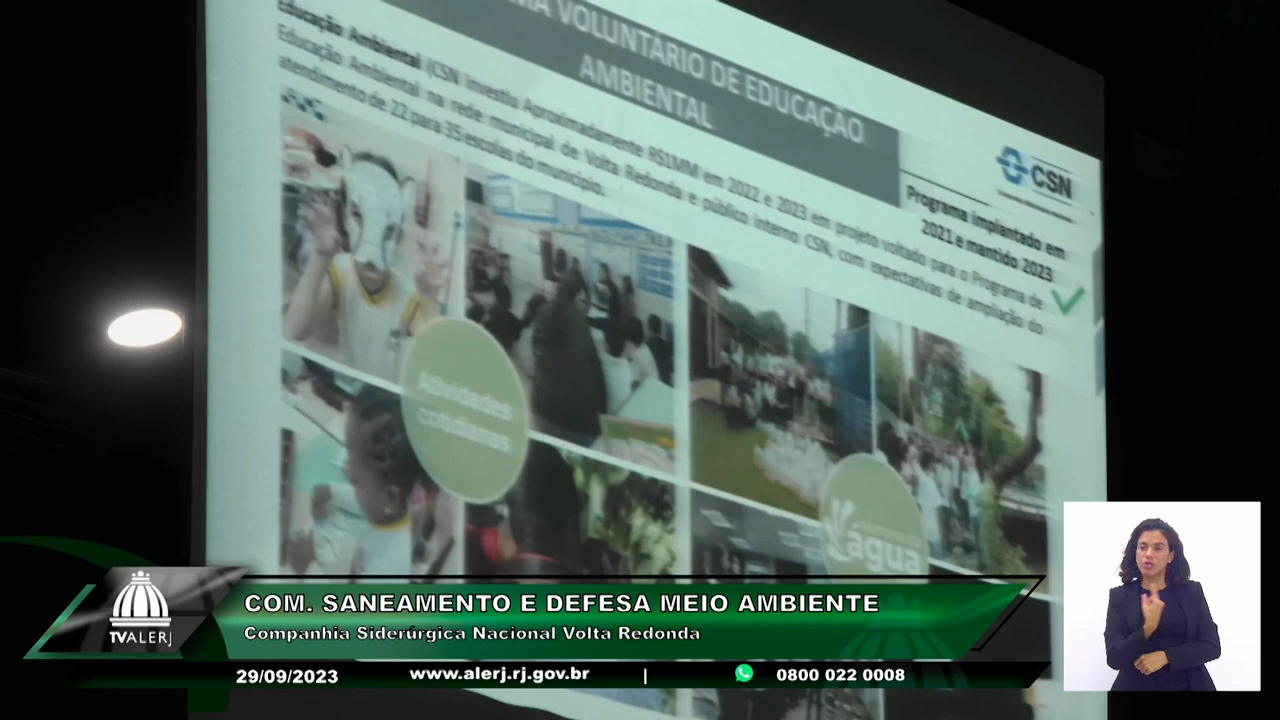 MA VOLUNTÁRIO DE EDUCAÇÃO
AMBIENTAL
CSN
Programa implantado em
2021 e mantido 2023
Educação Ambiental (CSN investiu Aproximadamente R$1MM em 2022 e 2023 em projeto voltado para o Programa de
Educação Ambiental na rede municipal de Volta Redonda e público interno CSN, com expectativas de ampliação do
atendimento de 22 para 35 escolas do município.
Atividades
cotidianas
água
COM. SANEAMENTO E DEFESA MEIO AMBIENTE
Companhia Siderúrgica Nacional Volta Redonda
TVALERJ
29/09/2023 www.alerj.rj.gov.br | 0800 022 0008